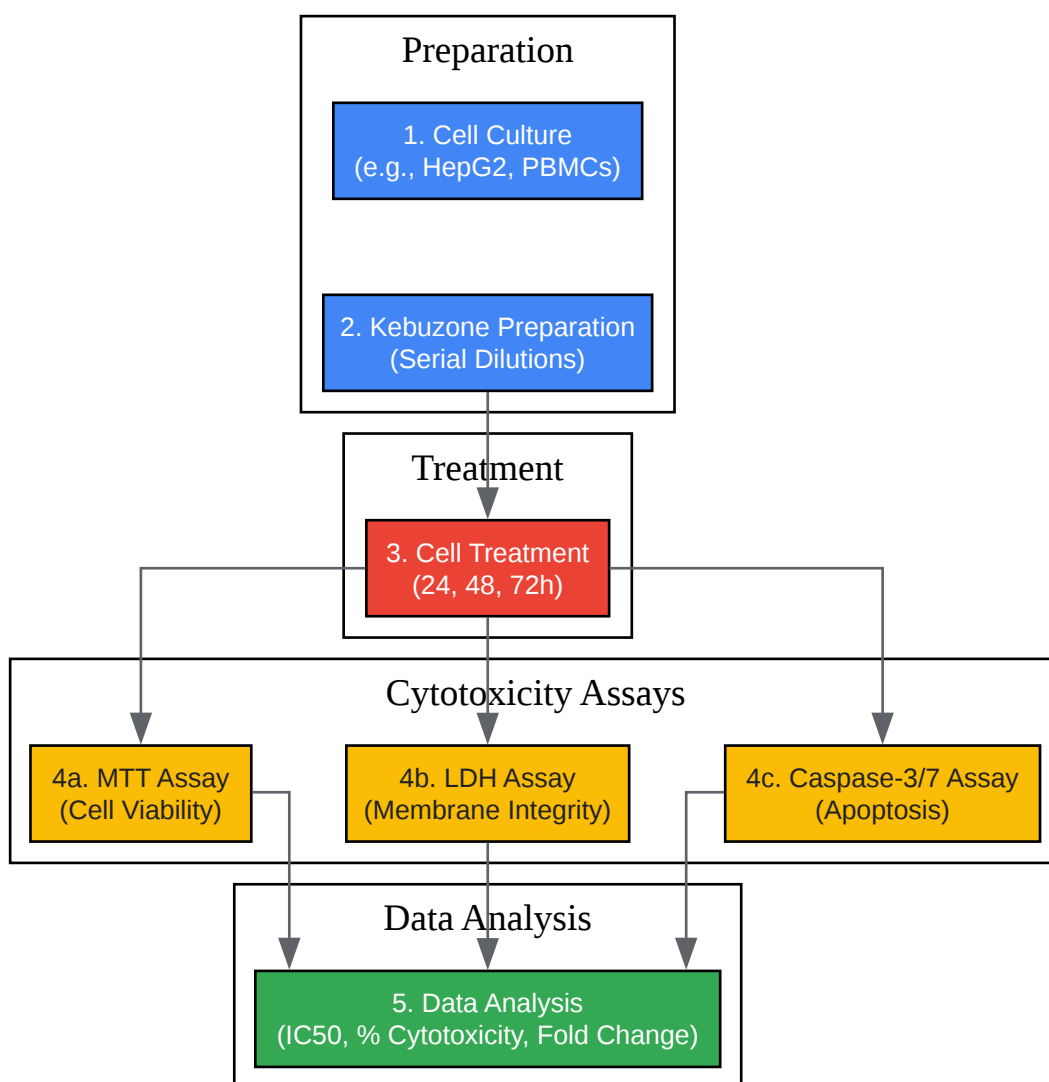 Preparation
1. Cell Culture
(e.g., HepG2, PBMCs)
2. Kebuzone Preparation
(Serial Dilutions)
Treatment
3. Cell Treatment
(24, 48, 72h)
Cytotoxicity Assays
4a. MTT Assay
(Cell Viability)
4b. LDH Assay
(Membrane Integrity)
4c. Caspase-3/7 Assay
(Apoptosis)
Data Analysis
5. Data Analysis
(IC50, % Cytotoxicity, Fold Change)